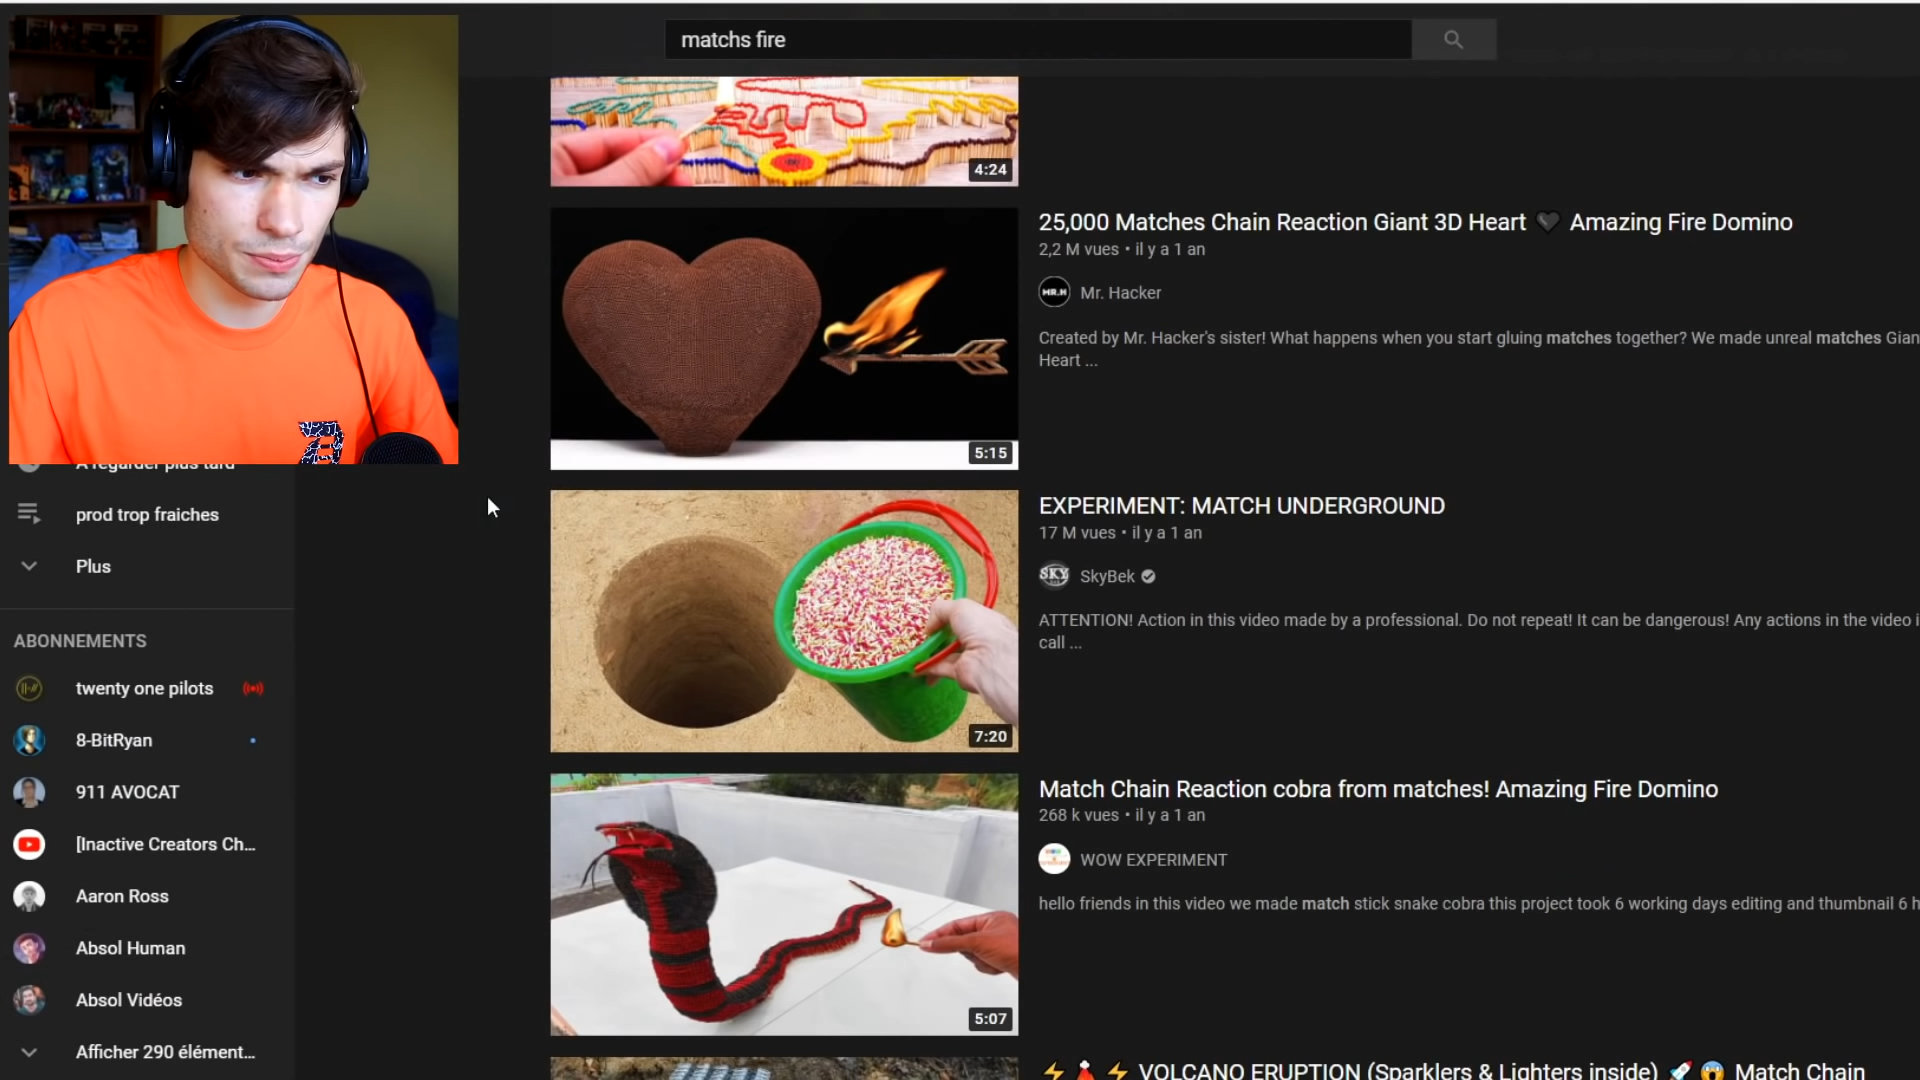 matchs fire
4:24
25,000 Matches Chain Reaction Giant 3D Heart 🖤 Amazing Fire Domino
2,2 M vues • il y a 1 an
MR.H
Mr. Hacker
Created by Mr. Hacker's sister! What happens when you start gluing matches together? We made unreal matches Gian
Heart ...
5:15
EXPERIMENT: MATCH UNDERGROUND
17 M vues • il y a 1 an
SKY
SkyBek
ATTENTION! Action in this video made by a professional. Do not repeat! It can be dangerous! Any actions in the video i
call ...
7:20
Match Chain Reaction cobra from matches! Amazing Fire Domino
268 k vues • il y a 1 an
WOW EXPERIMENT
hello friends in this video we made match stick snake cobra this project took 6 working days editing and thumbnail 6 h
5:07
⚡🌋⚡ VOLCANO ERUPTION (Sparklers & Lighters inside) 🚀😱 Match Chain
A regarder plus tard
prod trop fraiches
Plus
ABONNEMENTS
twenty one pilots
8-BitRyan
911 AVOCAT
[Inactive Creators Ch...
Aaron Ross
Absol Human
Absol Vidéos
Afficher 290 élément...